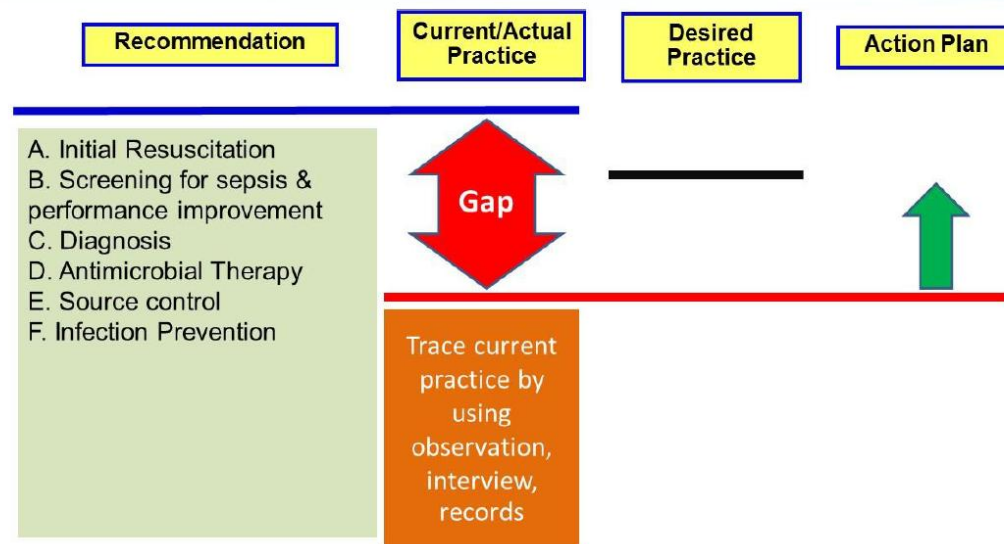 Recommendation
Current/Actual
Practice
Desired
Practice
Action Plan
A. Initial Resuscitation
B. Screening for sepsis &
performance improvement
C. Diagnosis
D. Antimicrobial Therapy
E. Source control
F. Infection Prevention
Gap
Trace current
practice by
using
observation,
interview,
records